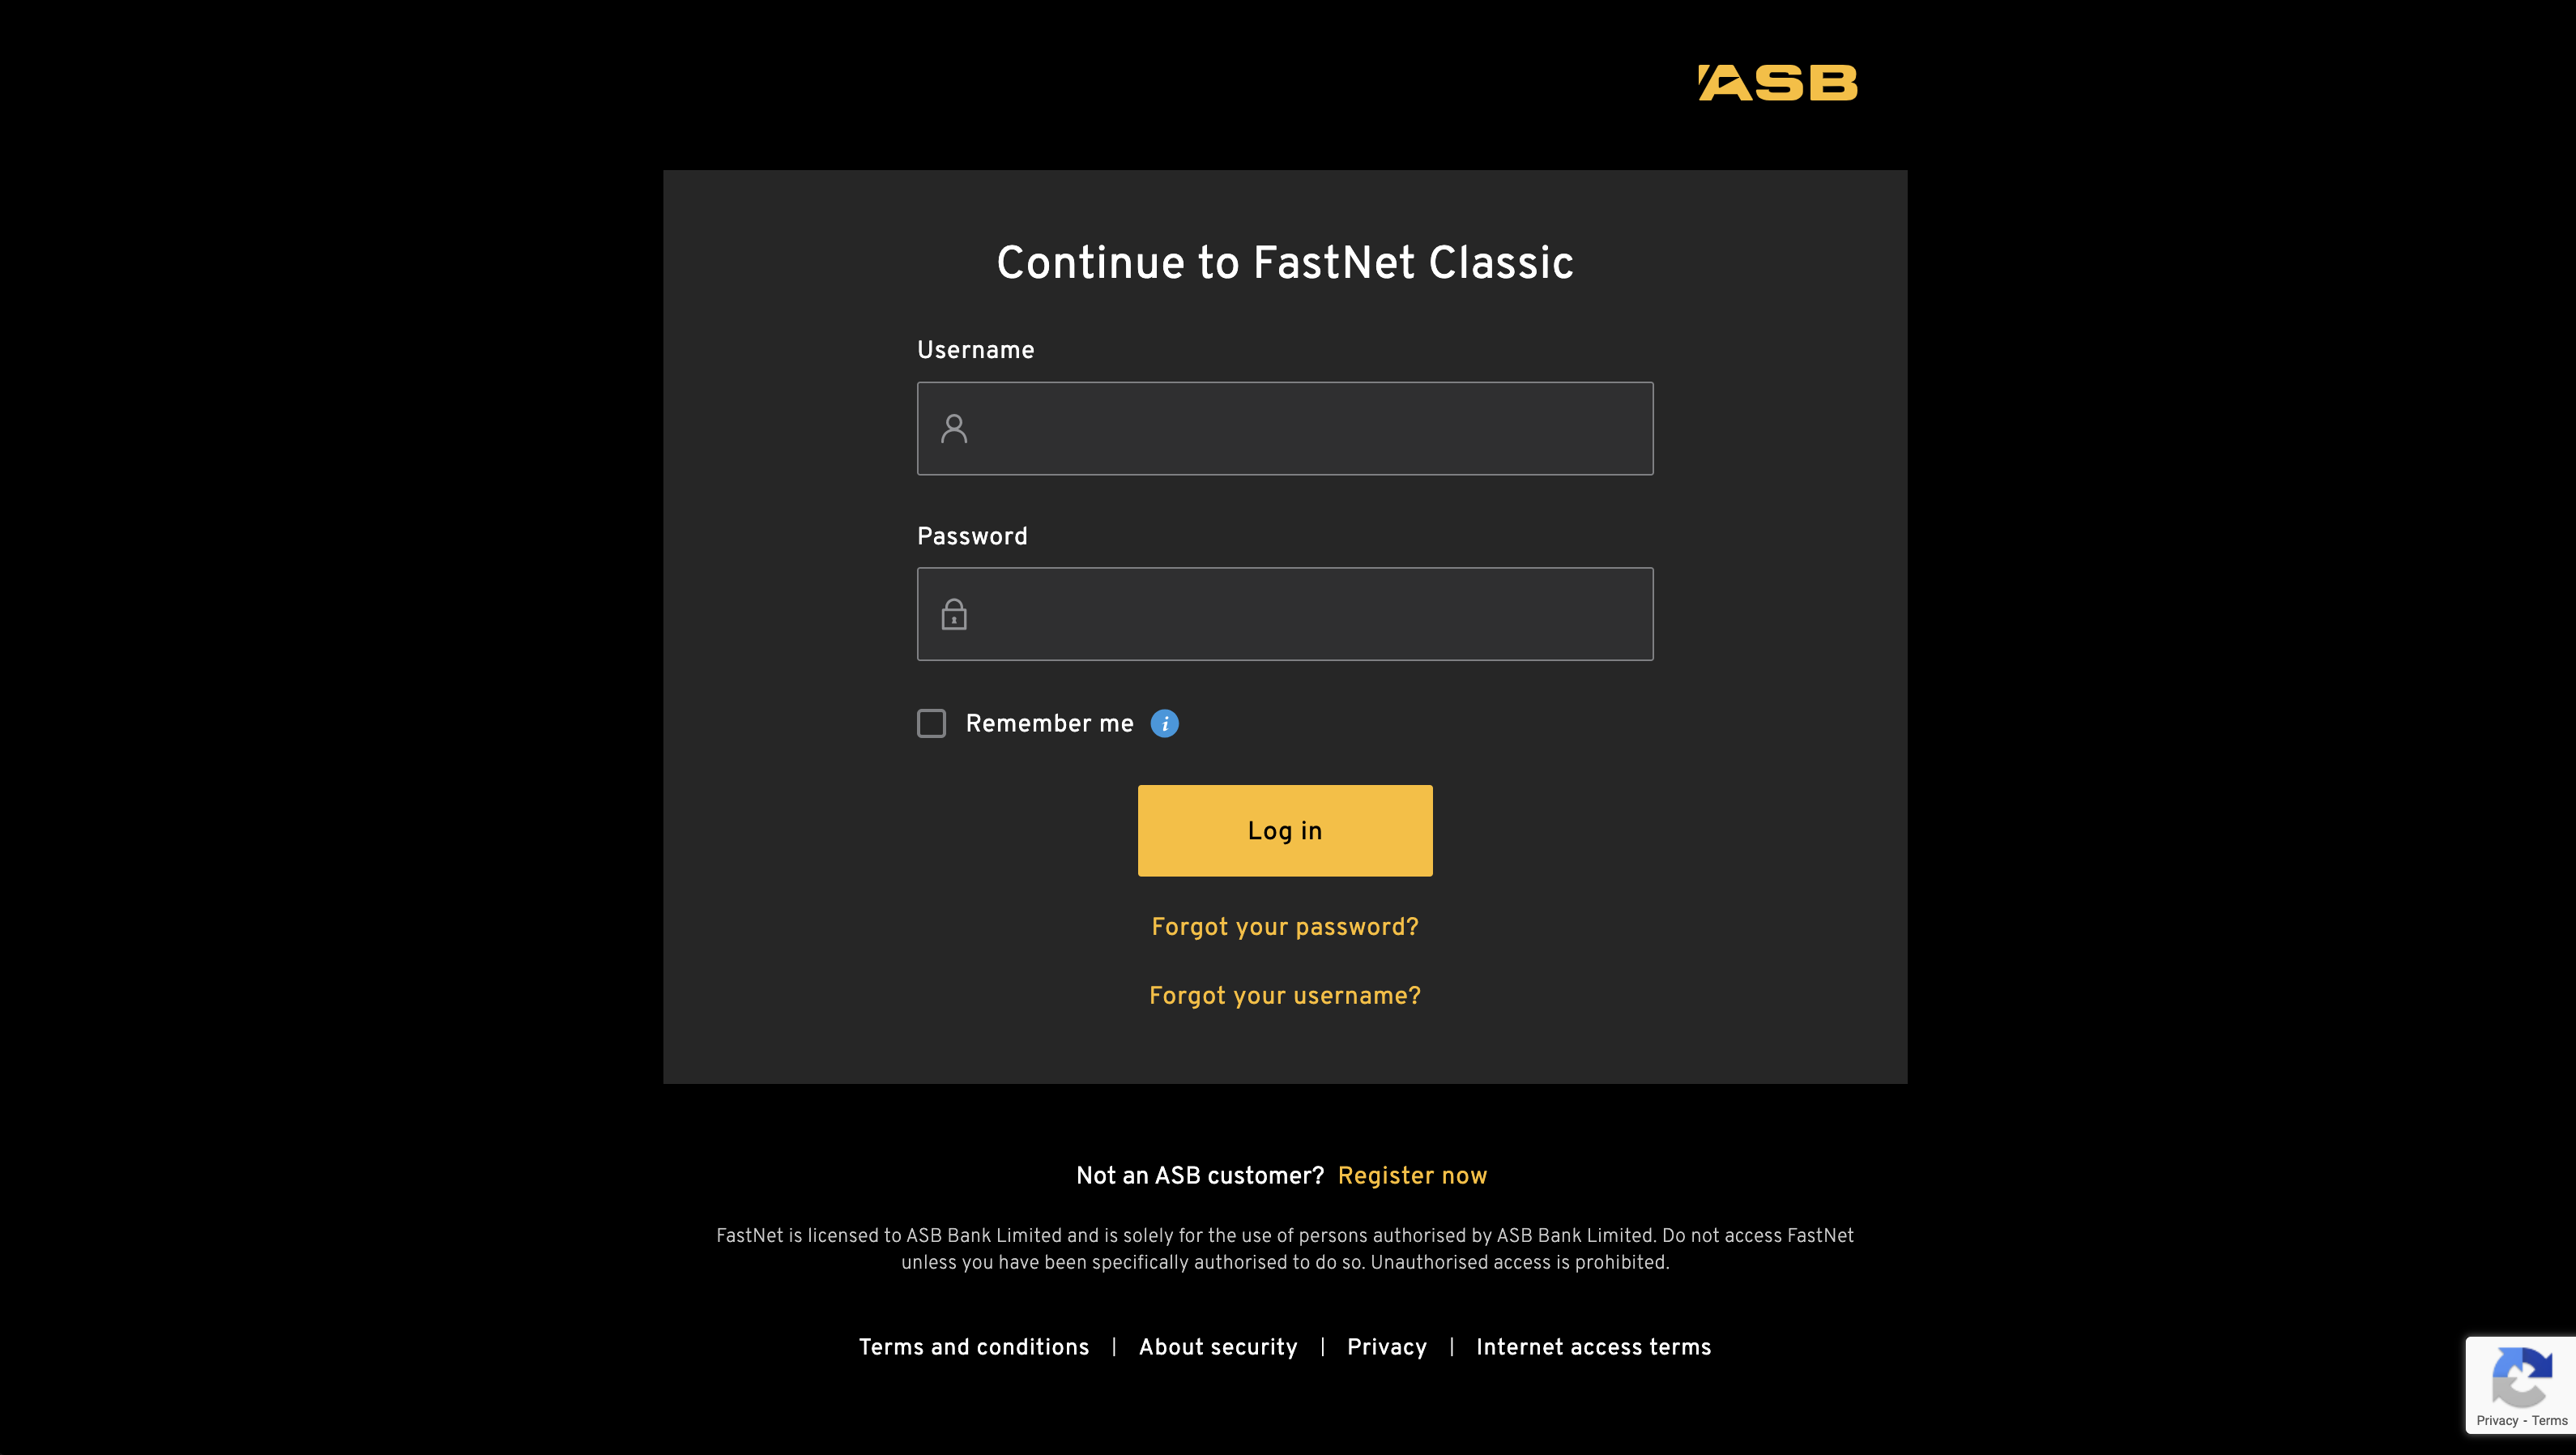 ASB
Continue to FastNet Classic
Username
Password
Remember me i
Log in
Forgot your password?
Forgot your username?
Not an ASB customer? Register now
FastNet is licensed to ASB Bank Limited and is solely for the use of persons authorised by ASB Bank Limited. Do not access FastNet
unless you have been specifically authorised to do so. Unauthorised access is prohibited.
Terms and conditions | About security | Privacy | Internet access terms
Privacy - Terms